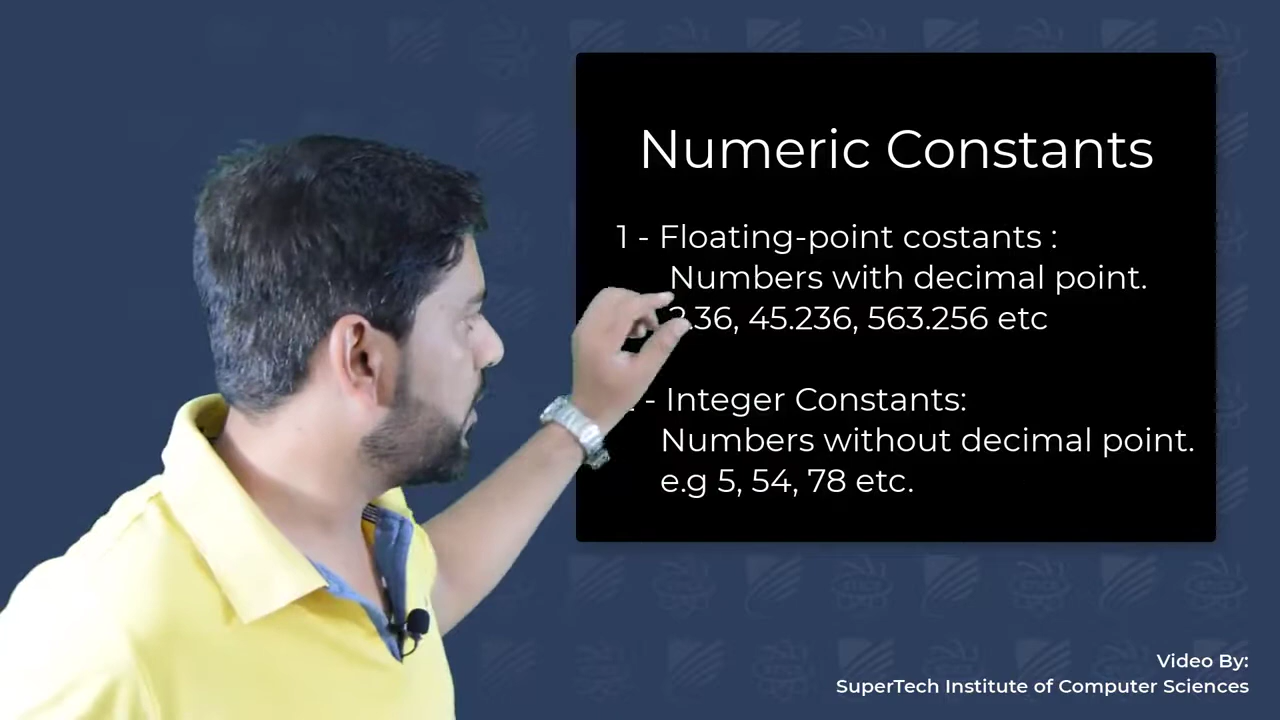 Numeric Constants
1 - Floating-point costants :
Numbers with decimal point.
2.36, 45.236, 563.256 etc
- Integer Constants:
Numbers without decimal point.
e.g 5, 54, 78 etc.
Video By:
SuperTech Institute of Computer Sciences